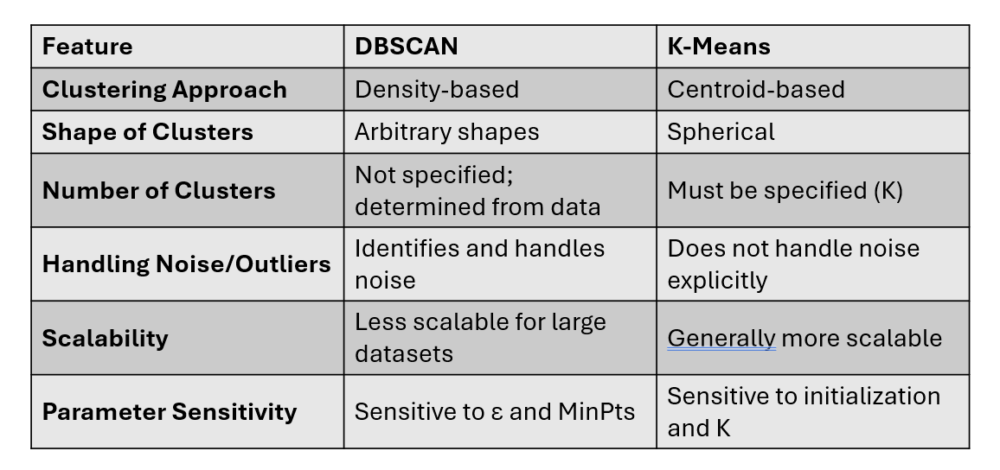 Feature DBSCAN K-Means
Clustering Approach Density-based Centroid-based
Shape of Clusters Arbitrary shapes Spherical
Number of Clusters
Not specified;
determined from data
Must be specified (K)
Handling Noise/Outliers
Identifies and handles
noise
Does not handle noise
explicitly
Scalability
Less scalable for large
datasets
Generally more scalable
Parameter Sensitivity
Sensitive to ε and MinPts
Sensitive to initialization
and K